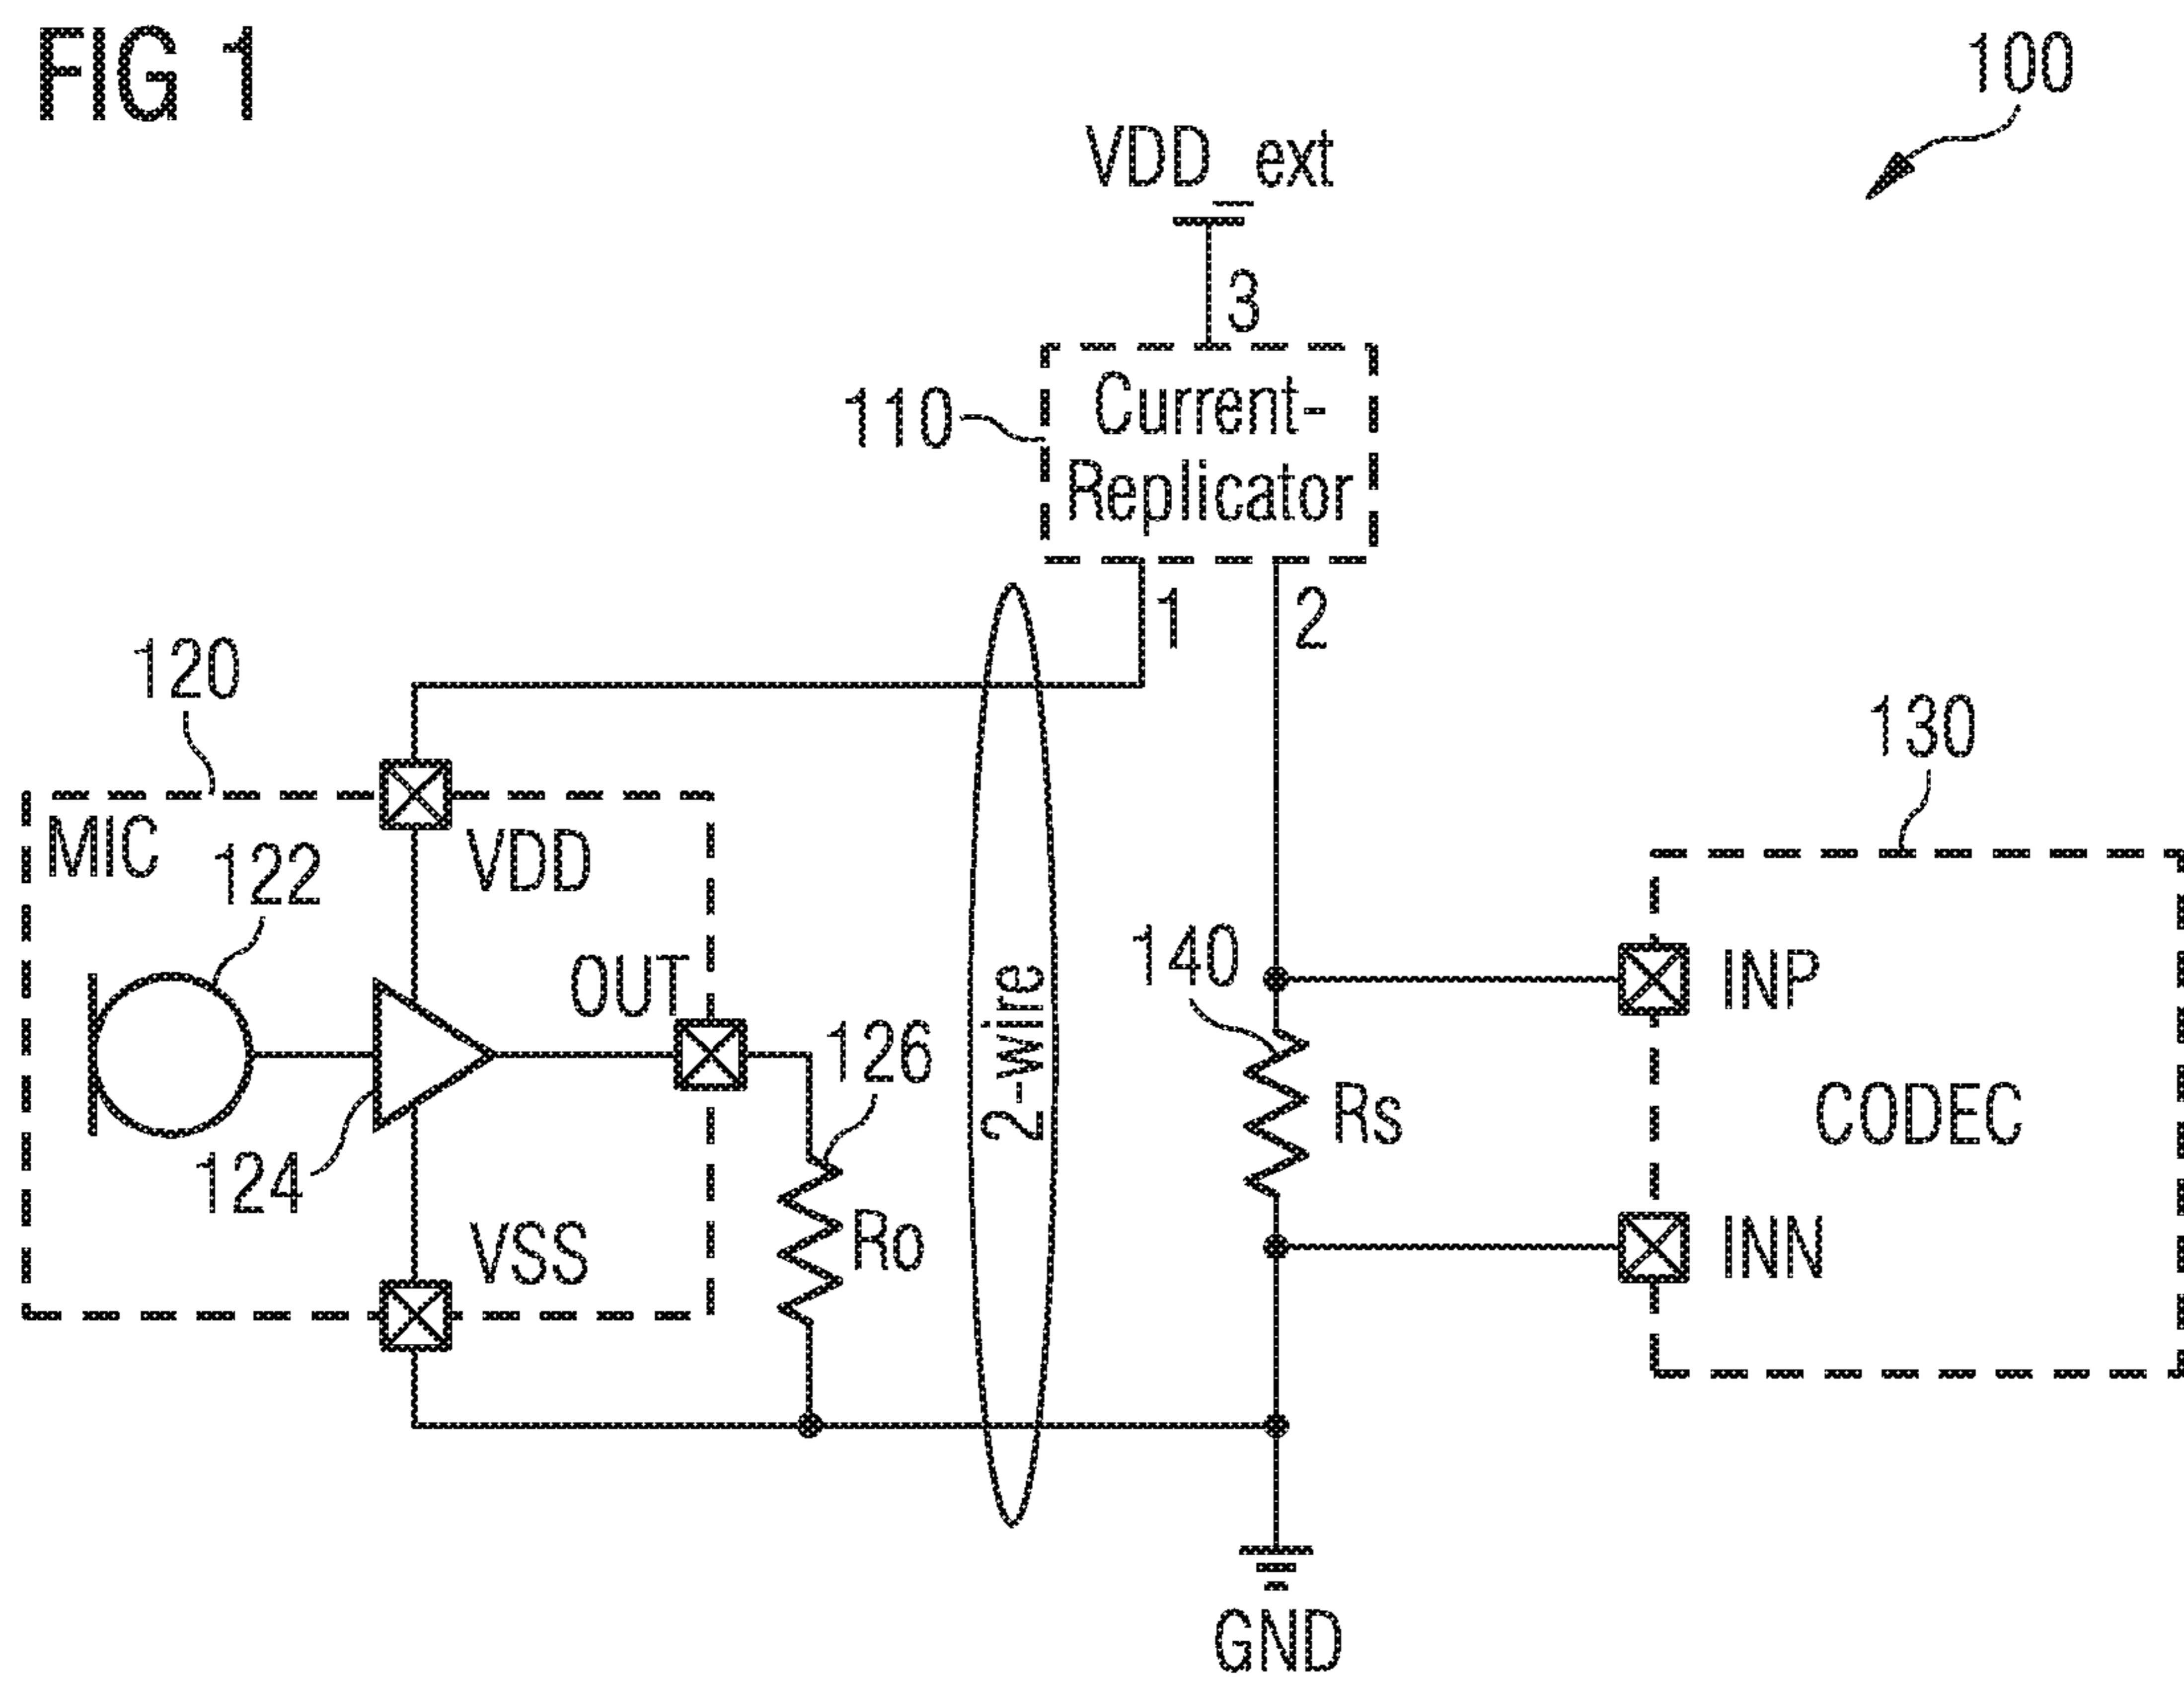 FIG 1
100
VDD_ext
3
110
Current-
Replicator
1
2
120
130
MIC
122
VDD
OUT
140
INP
126
2-wire
Rs
CODEC
124
VSS
Ro
INN
GND